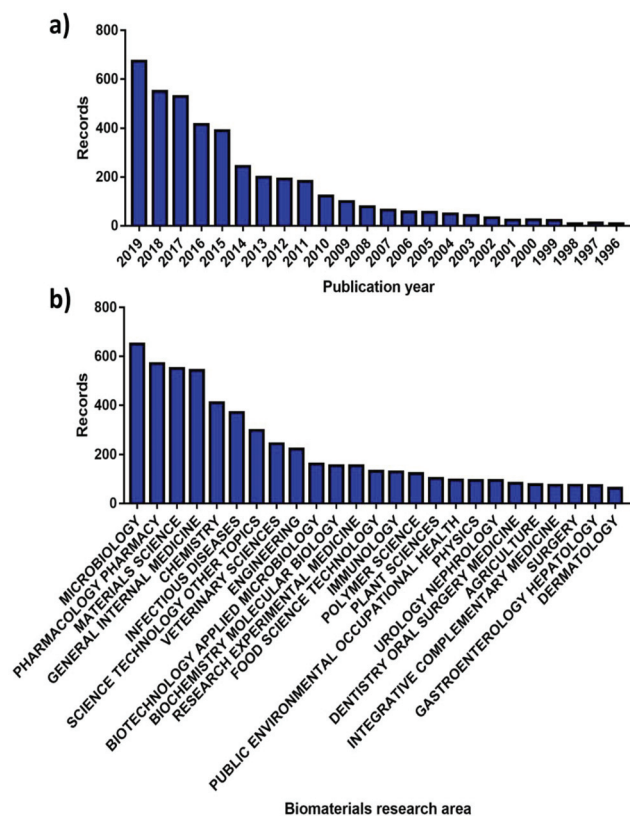 a)
800
600
400
200
0
Records
2019
2018
2017
2016
2015
2014
2013
2012
2011
2010
2009
2008
2007
2006
2005
2004
2003
2002
2001
2000
1999
1998
1997
1996
Publication year
b)
800
600
400
200
0
Records
MICROBIOLOGY
PHARMACOLOGY PHARMACY
MATERIALS SCIENCE
GENERAL INTERNAL MEDICINE
CHEMISTRY
INFECTIOUS DISEASES
SCIENCE TECHNOLOGY OTHER TOPICS
VETERINARY SCIENCES
ENGINEERING
BIOTECHNOLOGY APPLIED MICROBIOLOGY
BIOCHEMISTRY MOLECULAR BIOLOGY
RESEARCH EXPERIMENTAL MEDICINE
FOOD SCIENCE TECHNOLOGY
IMMUNOLOGY
POLYMER SCIENCE
PLANT SCIENCES
PUBLIC ENVIRONMENTAL OCCUPATIONAL HEALTH
PHYSICS
UROLOGY NEPHROLOGY
DENTISTRY ORAL SURGERY MEDICINE
AGRICULTURE
INTEGRATIVE COMPLEMENTARY MEDICINE
SURGERY
GASTROENTEROLOGY HEPATOLOGY
DERMATOLOGY
Biomaterials research area